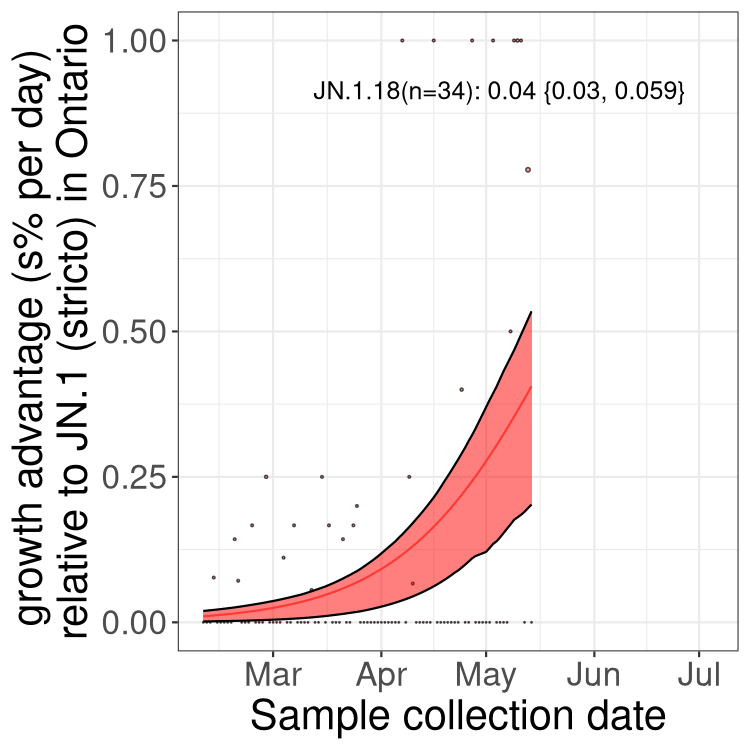 growth advantage (s% per day)
relative to JN.1 (stricto) in Ontario
1.00
0.75
0.50
0.25
0.00
JN.1.18(n=34): 0.04 {0.03, 0.059}
Mar Apr May Jun Jul
Sample collection date